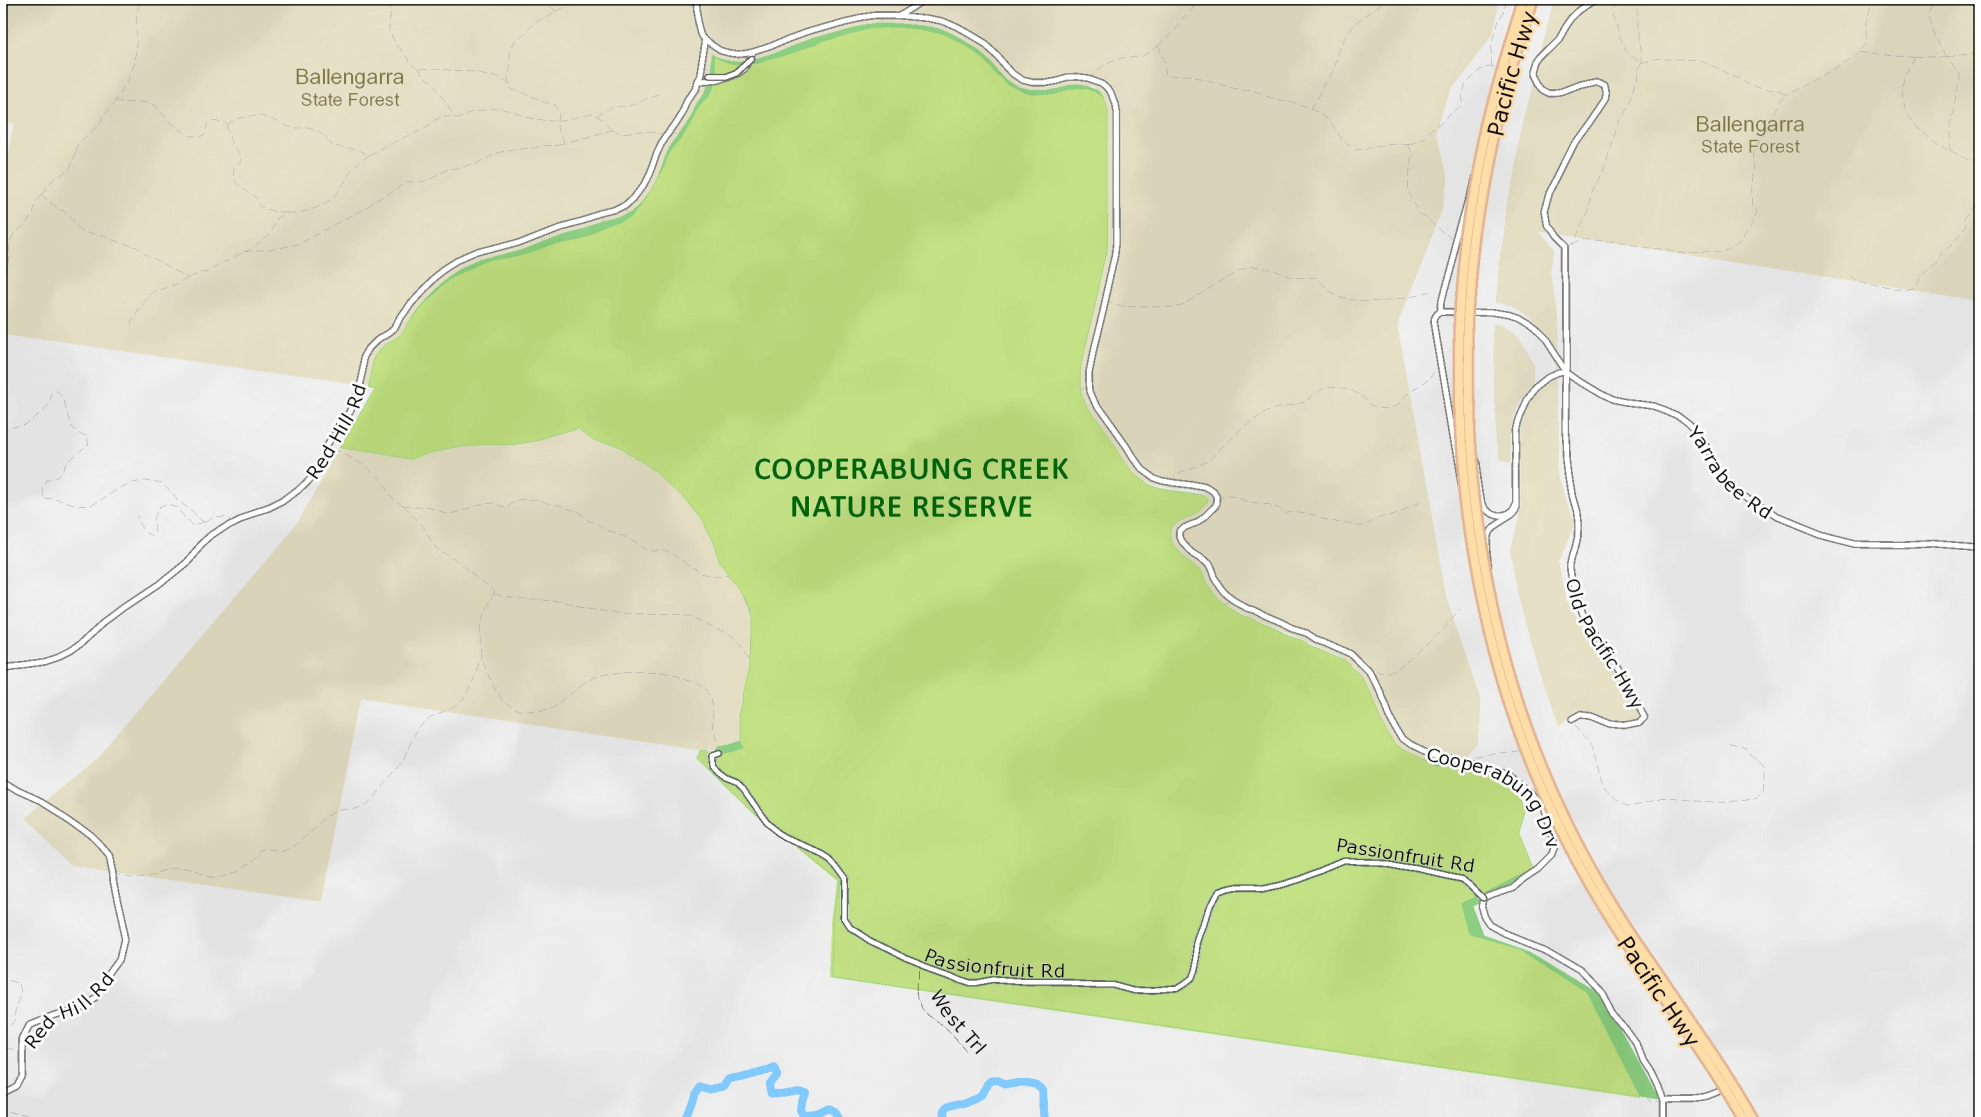 Pacific Hwy
Ballengarra
State Forest
Ballengarra
State Forest
Red Hill Rd
COOPERABUNG CREEK
NATURE RESERVE
Yarrabee Rd
Old Pacific Hwy
Cooperabung Drv
Passionfruit Rd
Passionfruit Rd
West Trl
Pacific Hwy
Red Hill Rd